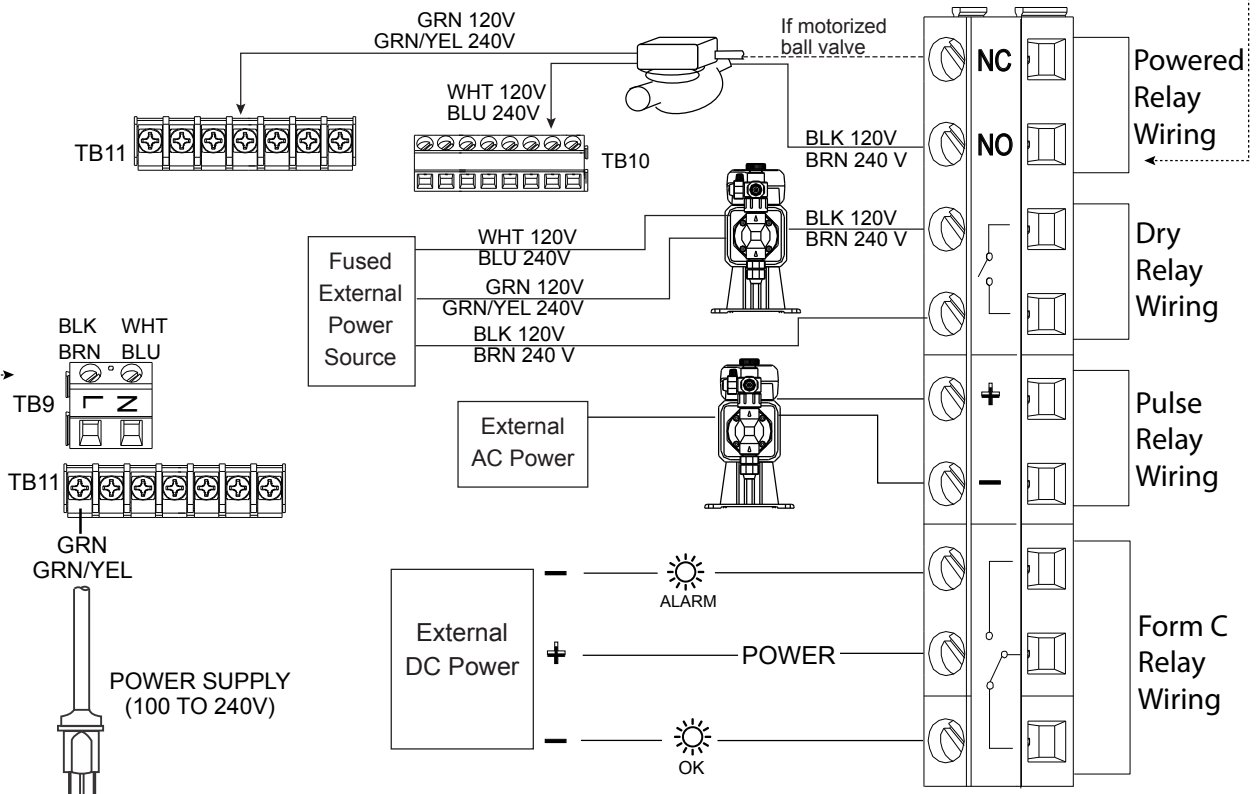 GRN 120V
GRN/YEL 240V
If motorized
ball valve
NC
Powered
Relay
Wiring
WHT 120V
BLU 240V
TB11
TB10
BLK 120V
BRN 240 V
NO
WHT 120V
BLU 240V
BLK 120V
BRN 240 V
Dry
Relay
Wiring
Fused
External
Power
Source
GRN 120V
GRN/YEL 240V
BLK 120V
BRN 240 V
BLK WHT
BRN BLU
TB9
L N
External
AC Power
+
−
Pulse
Relay
Wiring
TB11
GRN
GRN/YEL
POWER SUPPLY
(100 TO 240V)
External
DC Power
−
ALARM
+
POWER
−
OK
Form C
Relay
Wiring